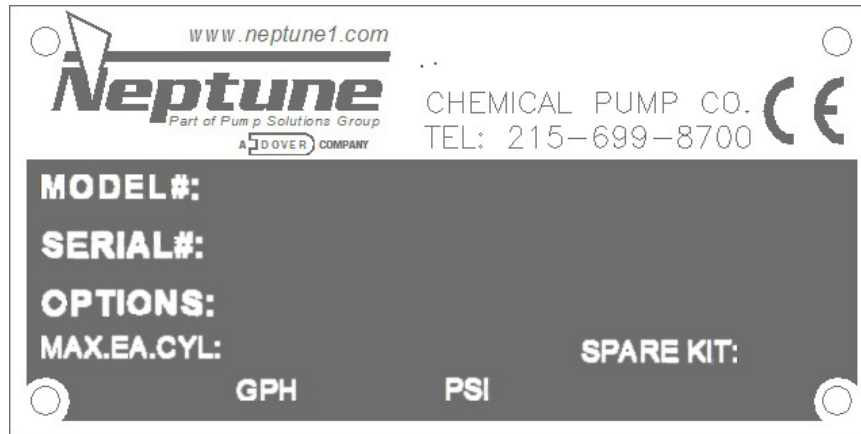 www.neptune1.com
Neptune
Part of Pump Solutions Group
A DOVER COMPANY
CHEMICAL PUMP CO.
TEL: 215-699-8700
CE
MODEL#:
SERIAL#:
OPTIONS:
MAX.EA.CYL: SPARE KIT:
GPH PSI